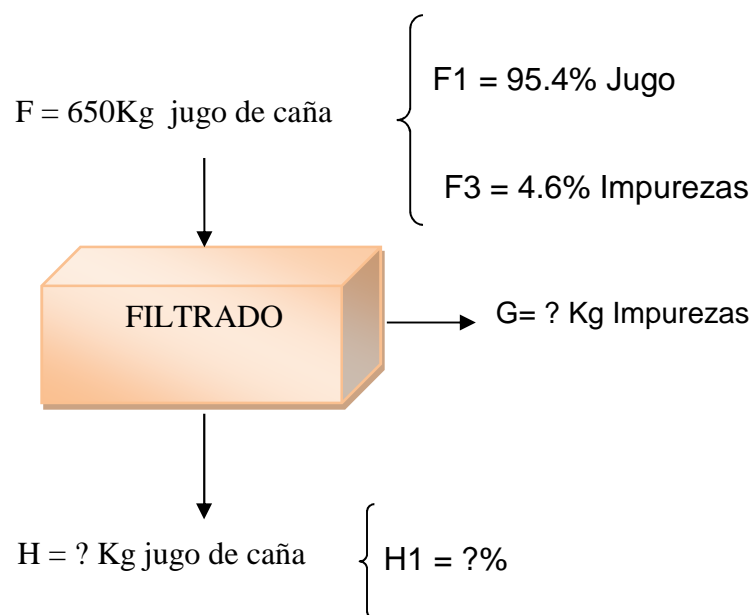 F1 = 95.4% Jugo
F = 650Kg  jugo de caña
F3 = 4.6% Impurezas
FILTRADO
G= ? Kg Impurezas
H = ? Kg jugo de caña
H1 = ?%